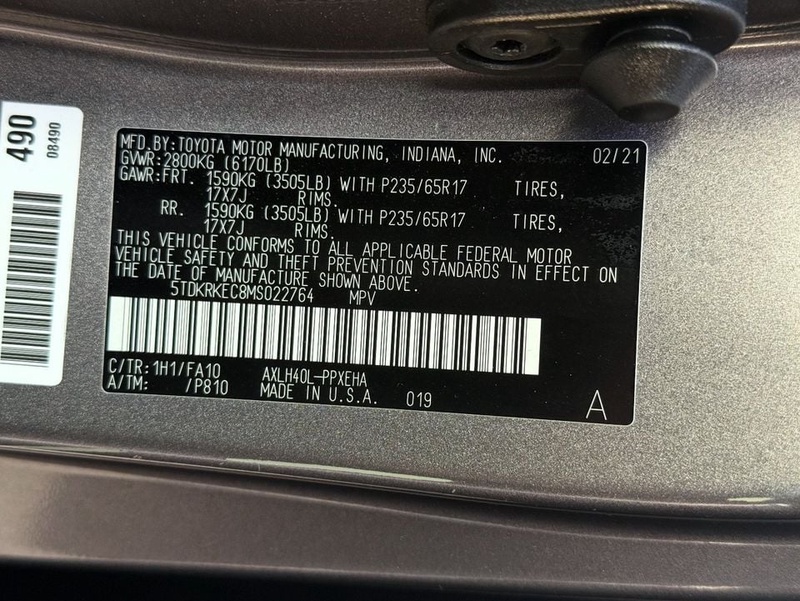 490
08490
MFD.BY:TOYOTA MOTOR MANUFACTURING, INDIANA, INC. 02/21
GVWR:2800KG (6170LB)
GAWR:FRT. 1590KG (3505LB) WITH P235/65R17 TIRES,
17X7J RIMS.
RR. 1590KG (3505LB) WITH P235/65R17 TIRES,
17X7J RIMS.
THIS VEHICLE CONFORMS TO ALL APPLICABLE FEDERAL MOTOR
VEHICLE SAFETY AND THEFT PREVENTION STANDARDS IN EFFECT ON
THE DATE OF MANUFACTURE SHOWN ABOVE.
5TDKRKEC8MS022764 MPV
C/TR:1H1/FA10 AXLH40L-PPXEHA
A/TM: /P810 MADE IN U.S.A. 019
A